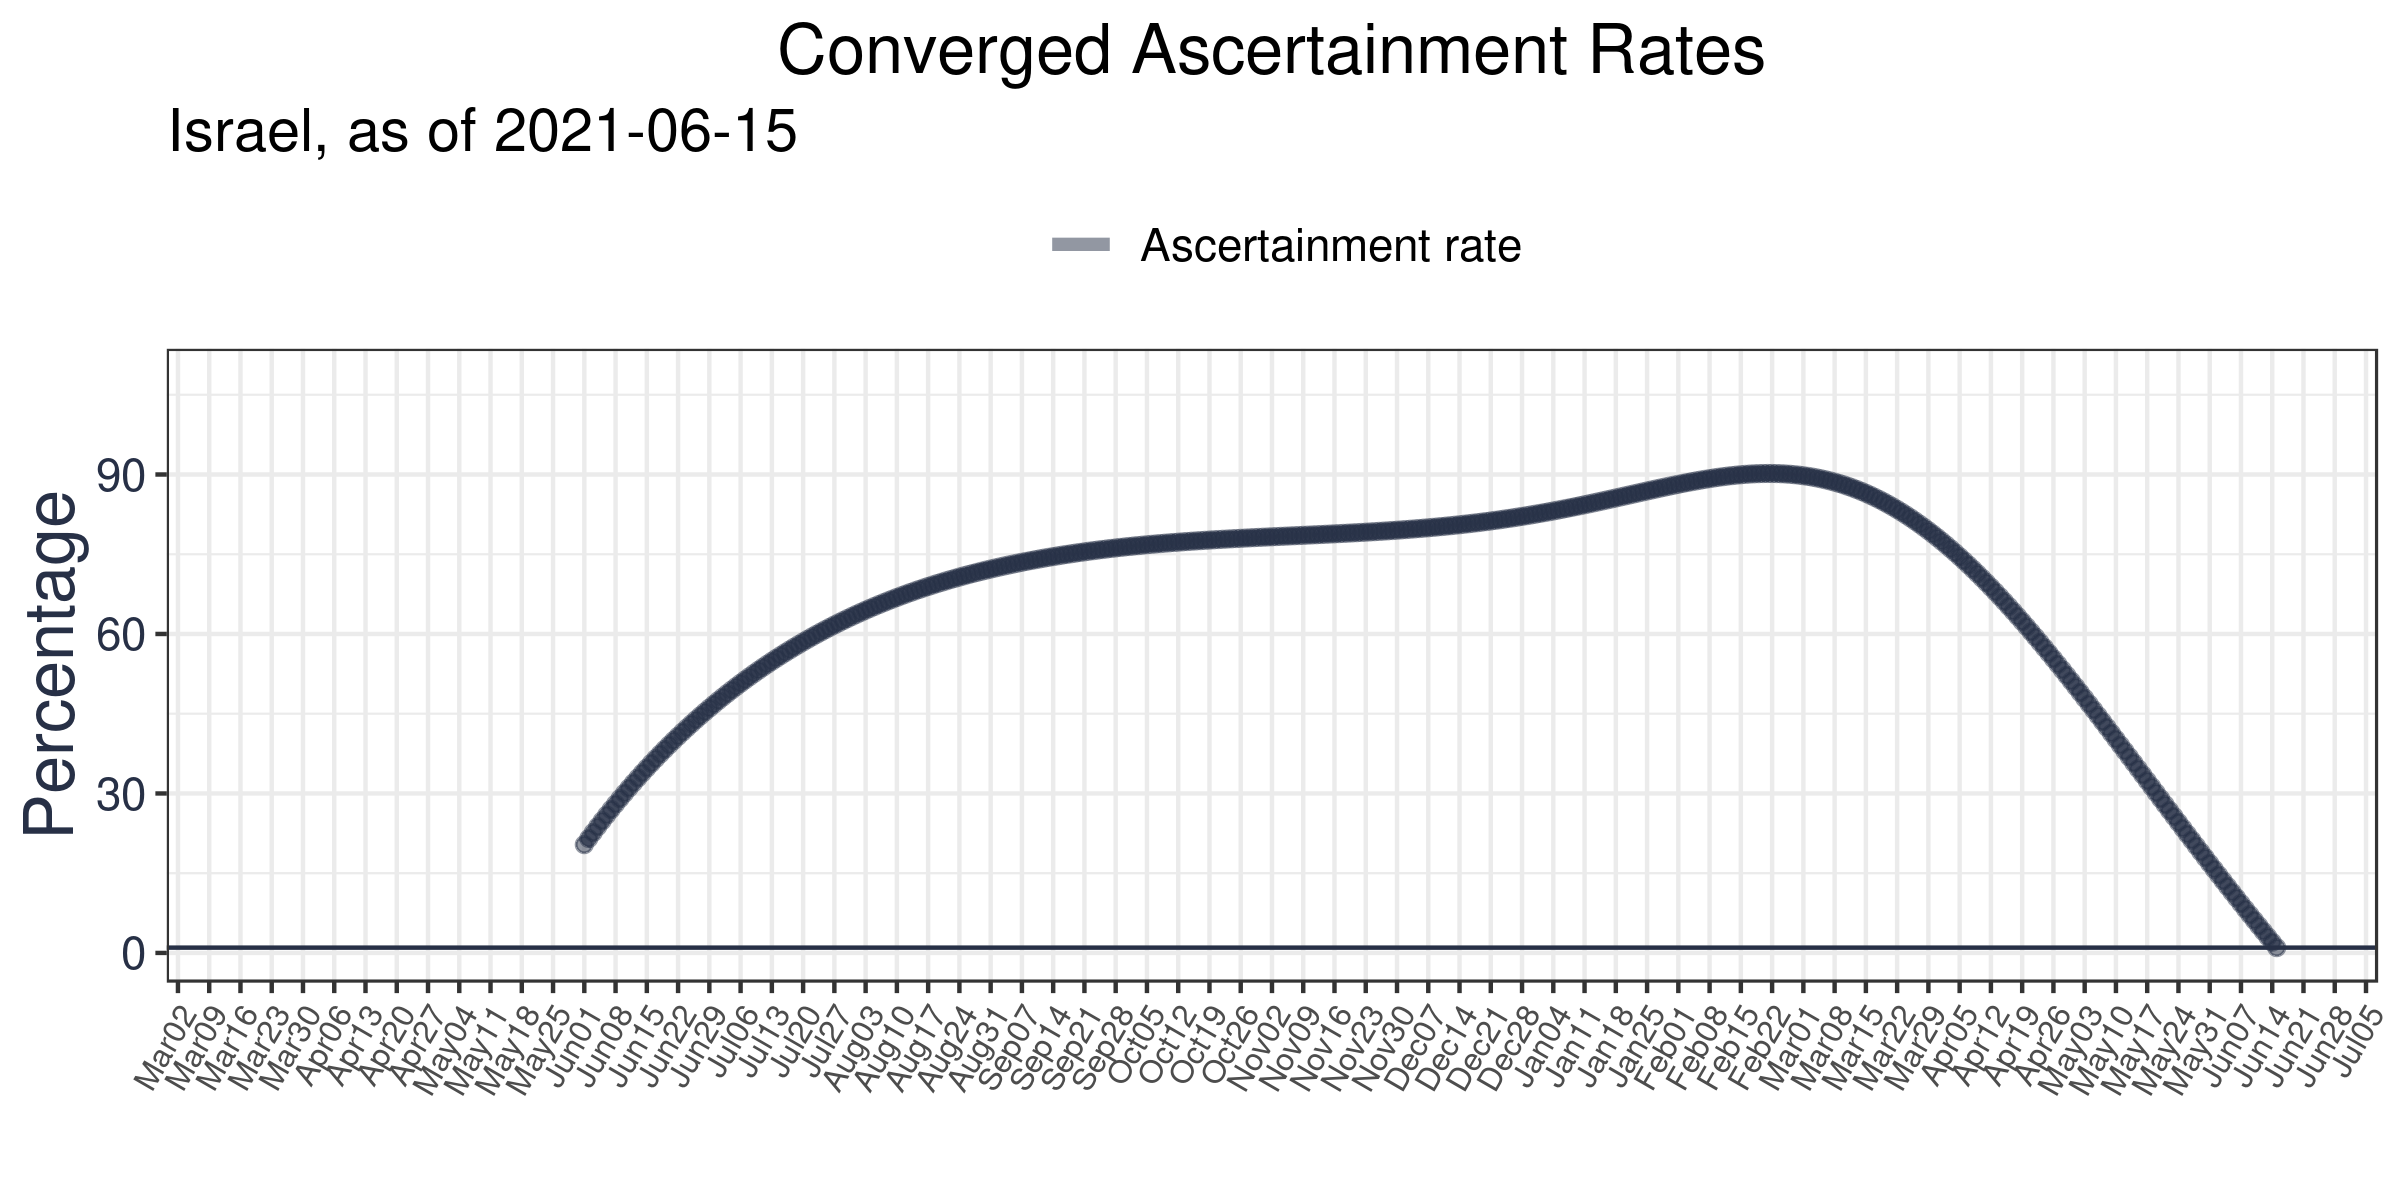 Converged Ascertainment Rates
Israel, as of 2021-06-15
Ascertainment rate
Percentage
90
60
30
0
Mar02
Mar09
Mar16
Mar23
Mar30
Apr06
Apr13
Apr20
Apr27
May04
May11
May18
May25
Jun01
Jun08
Jun15
Jun22
Jun29
Jul06
Jul13
Jul20
Jul27
Aug03
Aug10
Aug17
Aug24
Aug31
Sep07
Sep14
Sep21
Sep28
Oct05
Oct12
Oct19
Oct26
Nov02
Nov09
Nov16
Nov23
Nov30
Dec07
Dec14
Dec21
Dec28
Jan04
Jan11
Jan18
Jan25
Feb01
Feb08
Feb15
Feb22
Mar01
Mar08
Mar15
Mar22
Mar29
Apr05
Apr12
Apr19
Apr26
May03
May10
May17
May24
May31
Jun07
Jun14
Jun21
Jun28
Jul05